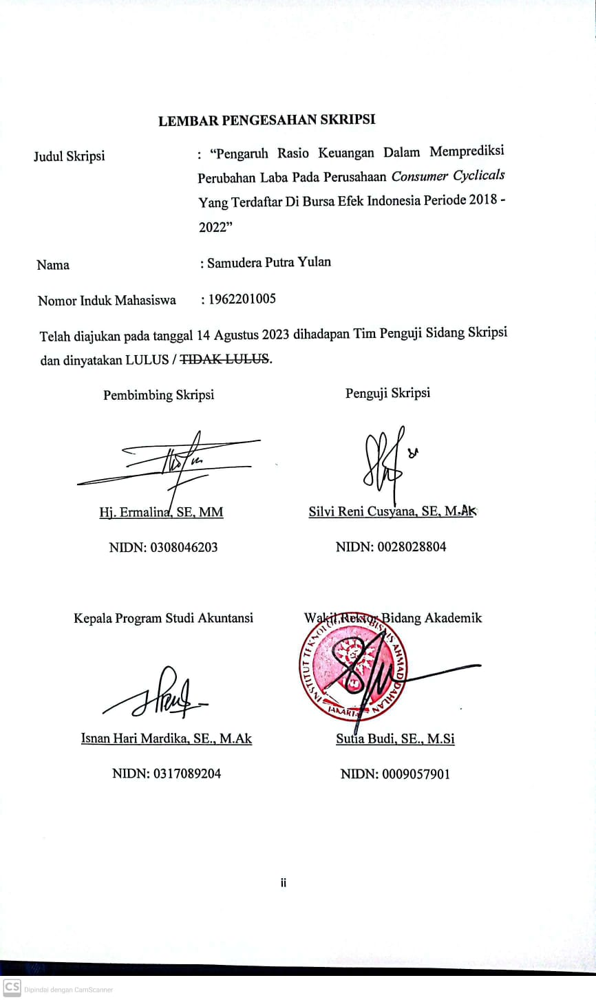 LEMBAR PENGESAHAN SKRIPSI
Judul Skripsi : “Pengaruh Rasio Keuangan Dalam Memprediksi
Perubahan Laba Pada Perusahaan Consumer Cyclicals
Yang Terdaftar Di Bursa Efek Indonesia Periode 2018 -
2022”
Nama : Samudera Putra Yulan
Nomor Induk Mahasiswa : 1962201005
Telah diajukan pada tanggal 14 Agustus 2023 dihadapan Tim Penguji Sidang Skripsi
dan dinyatakan LULUS / TIDAK LULUS.
Pembimbing Skripsi Penguji Skripsi
Hj. Ermalina, SE, MM Silvi Reni Cusyana, SE, M.AK
NIDN: 0308046203 NIDN: 0028028804
Kepala Program Studi Akuntansi Wakil Rektor Bidang Akademik
INSTITUT TEKNOLOGI BISNIS AHMAD DAHLAN
JAKARTA
Isnan Hari Mardika, SE., M.Ak Sutia Budi, SE., M.Si
NIDN: 0317089204 NIDN: 0009057901
ii
CS Dipindai dengan CamScanner